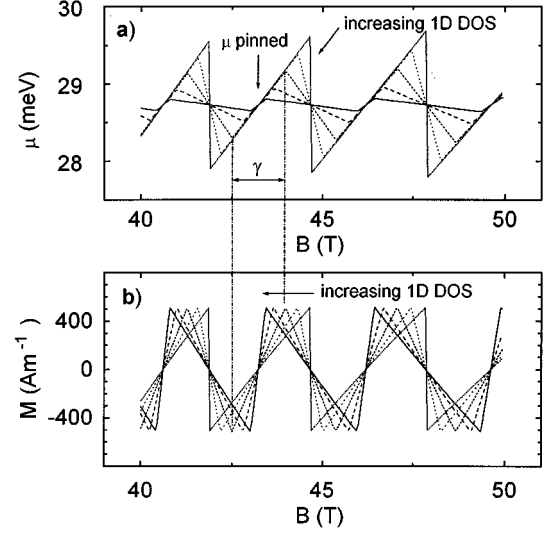 a)
increasing 1D DOS
μ pinned
μ (meV)
30
29
28
27
γ
40
45
50
B (T)
b)
increasing 1D DOS
M (Am⁻¹)
400
0
-400
40
45
50
B (T)